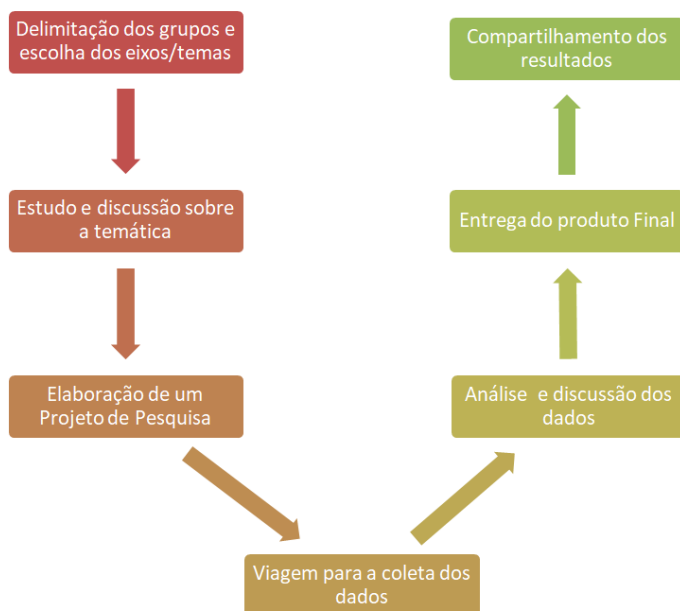 Delimitação dos grupos e
escolha dos eixos/temas
Estudo e discussão sobre
a temática
Elaboração de um
Projeto de Pesquisa
Viagem para a coleta dos
dados
Análise e discussão dos
dados
Entrega do produto Final
Compartilhamento dos
resultados